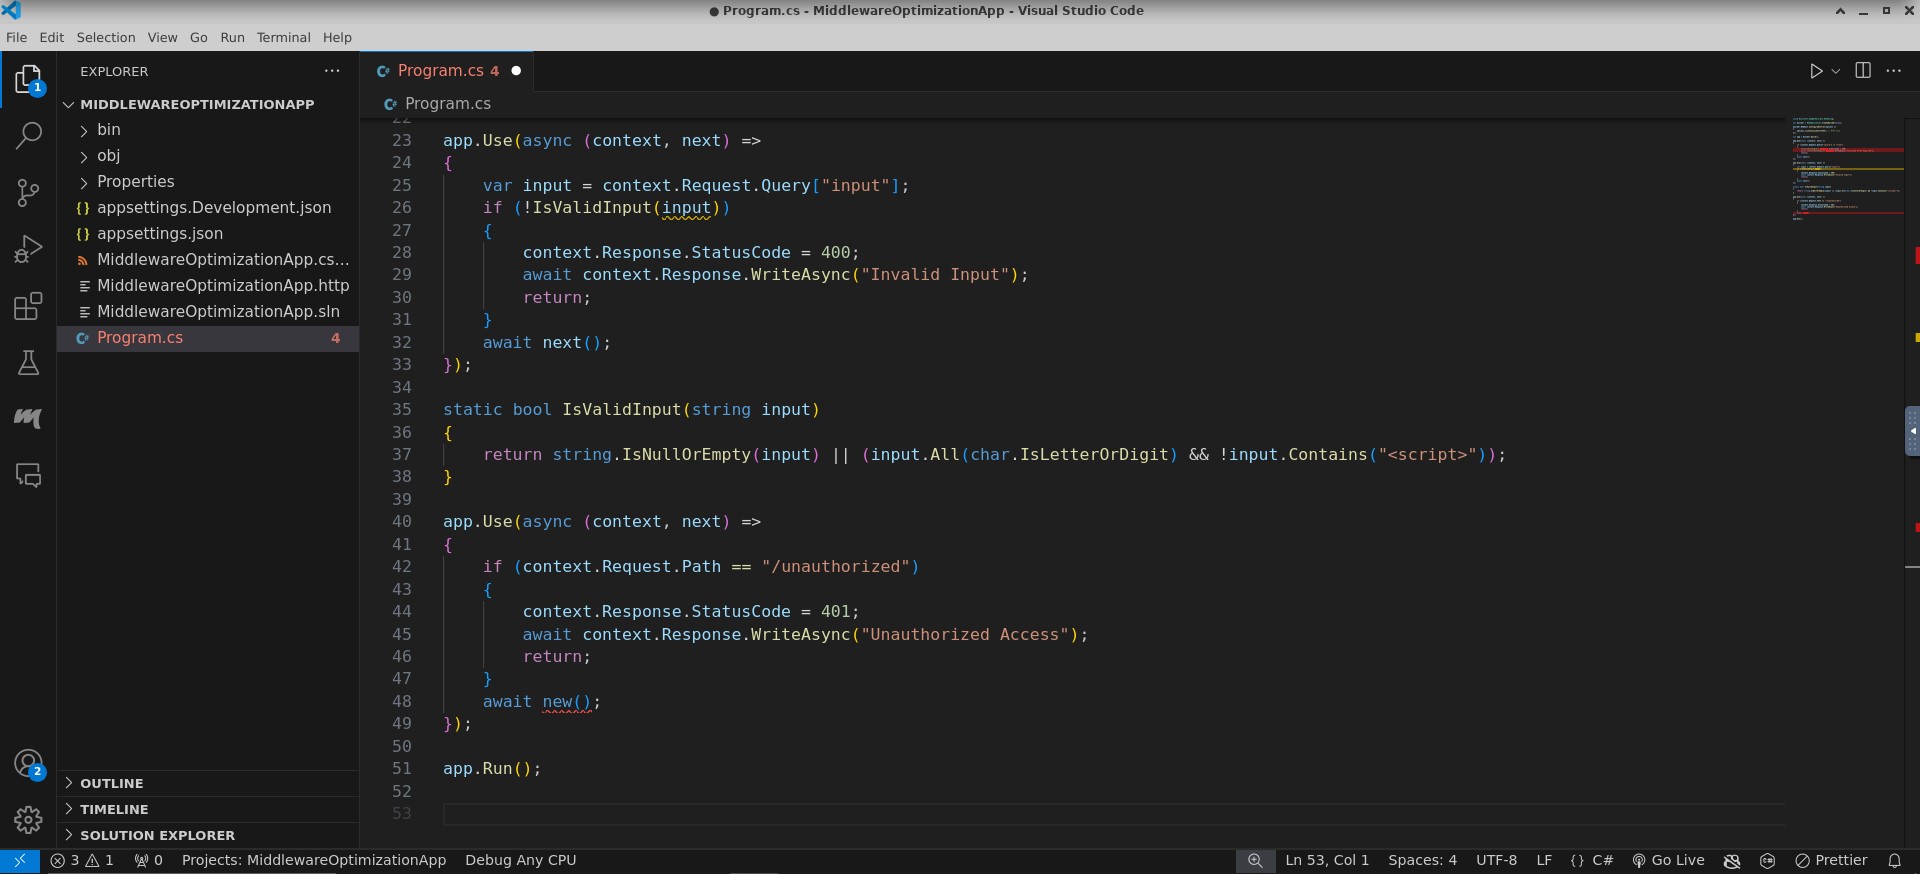 ● Program.cs - MiddlewareOptimizationApp - Visual Studio Code
File Edit Selection View Go Run Terminal Help
1
EXPLORER
MIDDLEWAREOPTIMIZATIONAPP
bin
obj
Properties
{} appsettings.Development.json
{} appsettings.json
MiddlewareOptimizationApp.cs...
MiddlewareOptimizationApp.http
MiddlewareOptimizationApp.sln
C# Program.cs 4
2
OUTLINE
TIMELINE
SOLUTION EXPLORER
C# Program.cs 4 ●
C# Program.cs
22
23 app.Use(async (context, next) =>
24 {
25     var input = context.Request.Query["input"];
26     if (!IsValidInput(input))
27     {
28         context.Response.StatusCode = 400;
29         await context.Response.WriteAsync("Invalid Input");
30         return;
31     }
32     await next();
33 });
34
35 static bool IsValidInput(string input)
36 {
37     return string.IsNullOrEmpty(input) || (input.All(char.IsLetterOrDigit) && !input.Contains("<script>"));
38 }
39
40 app.Use(async (context, next) =>
41 {
42     if (context.Request.Path == "/unauthorized")
43     {
44         context.Response.StatusCode = 401;
45         await context.Response.WriteAsync("Unauthorized Access");
46         return;
47     }
48     await new();
49 });
50
51 app.Run();
52
53
3 1 0 Projects: MiddlewareOptimizationApp Debug Any CPU Ln 53, Col 1 Spaces: 4 UTF-8 LF {} C# Go Live Prettier